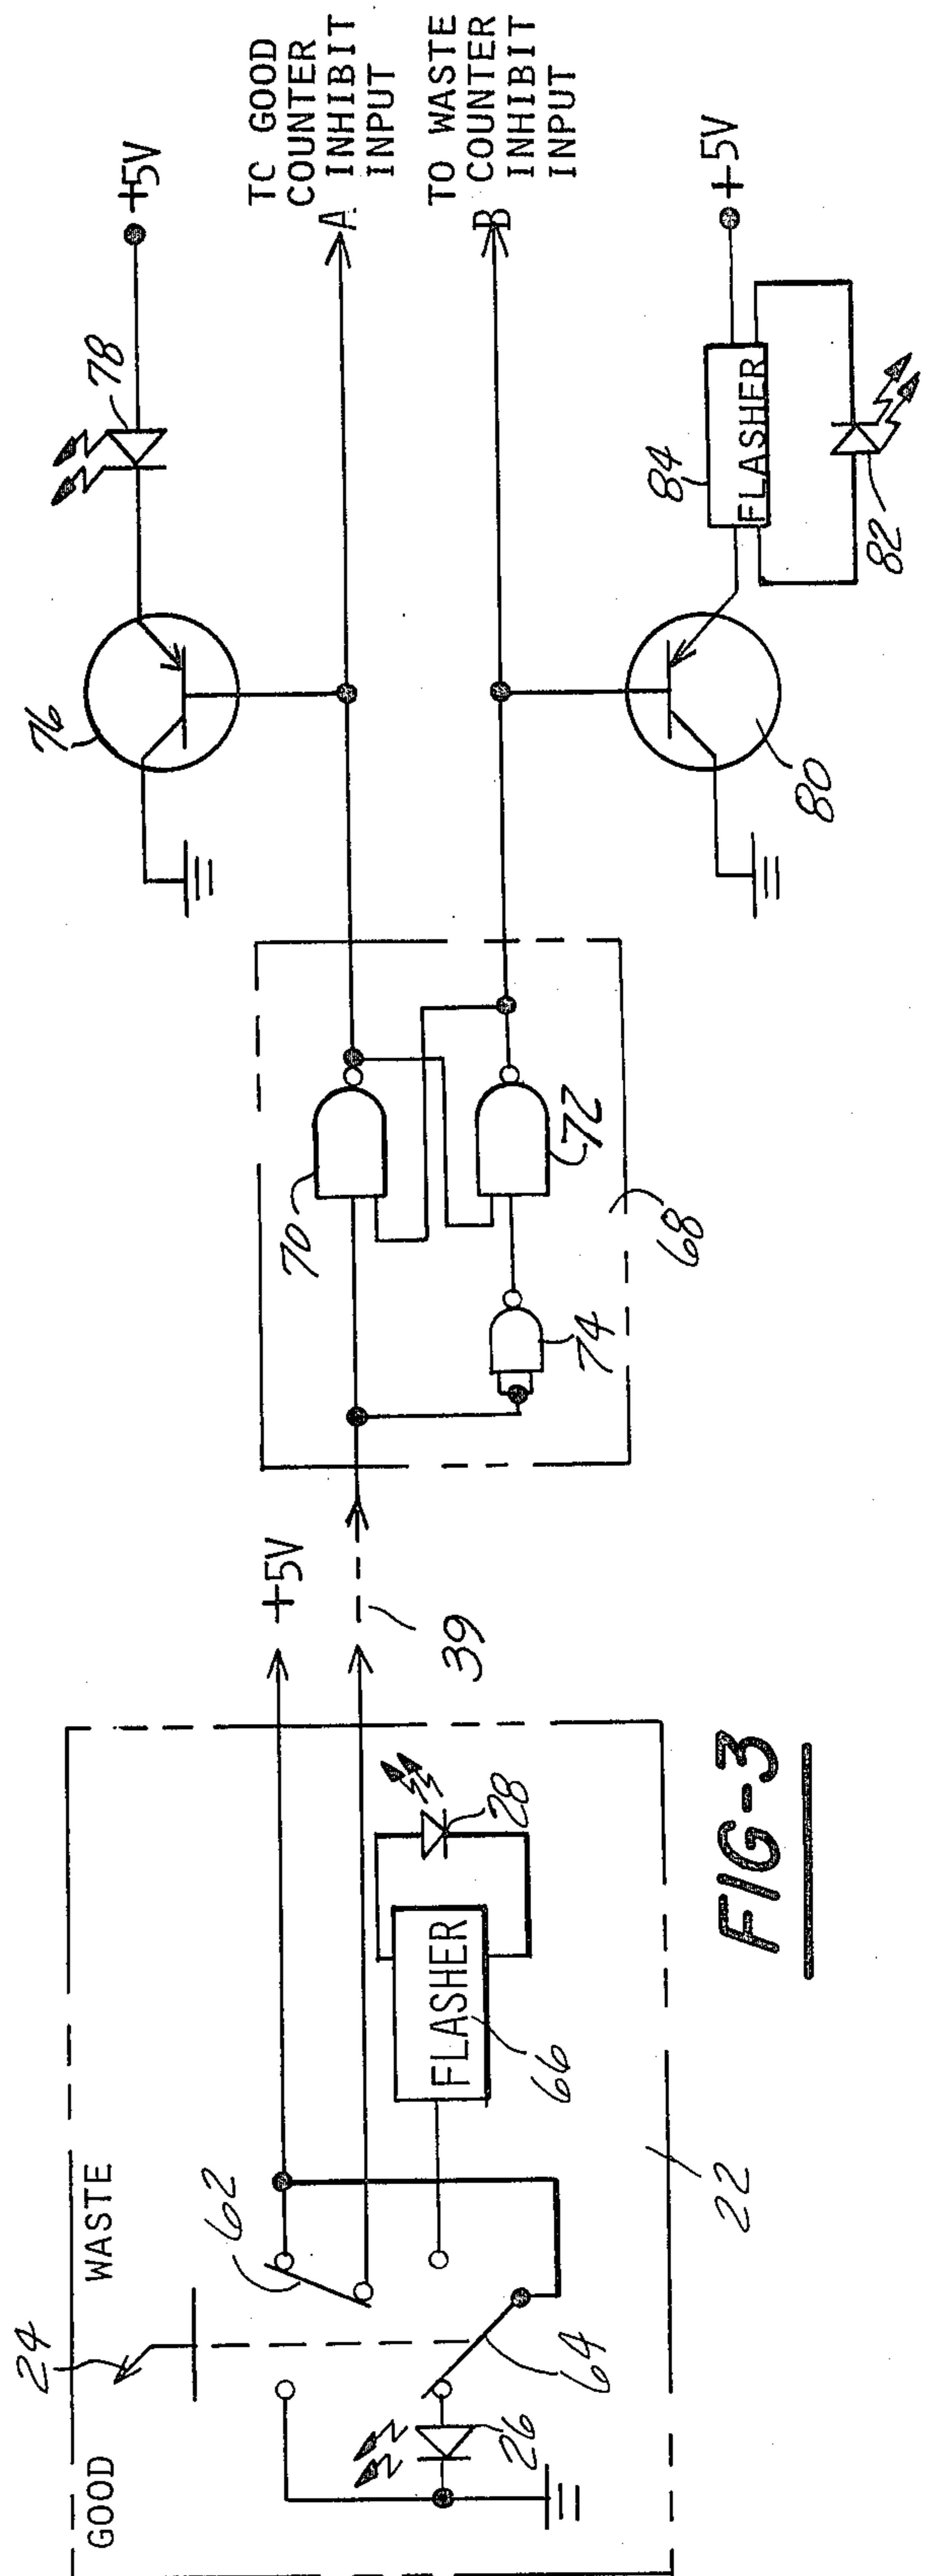 GOOD
WASTE
24
62
64
26
FLASHER
66
28
22
+5V
39
70
72
74
68
76
78
+5V
TC GOOD
COUNTER
INHIBIT
INPUT
A
TO WASTE
COUNTER
INHIBIT
INPUT
B
80
84
FLASHER
82
+5V
FIG-3